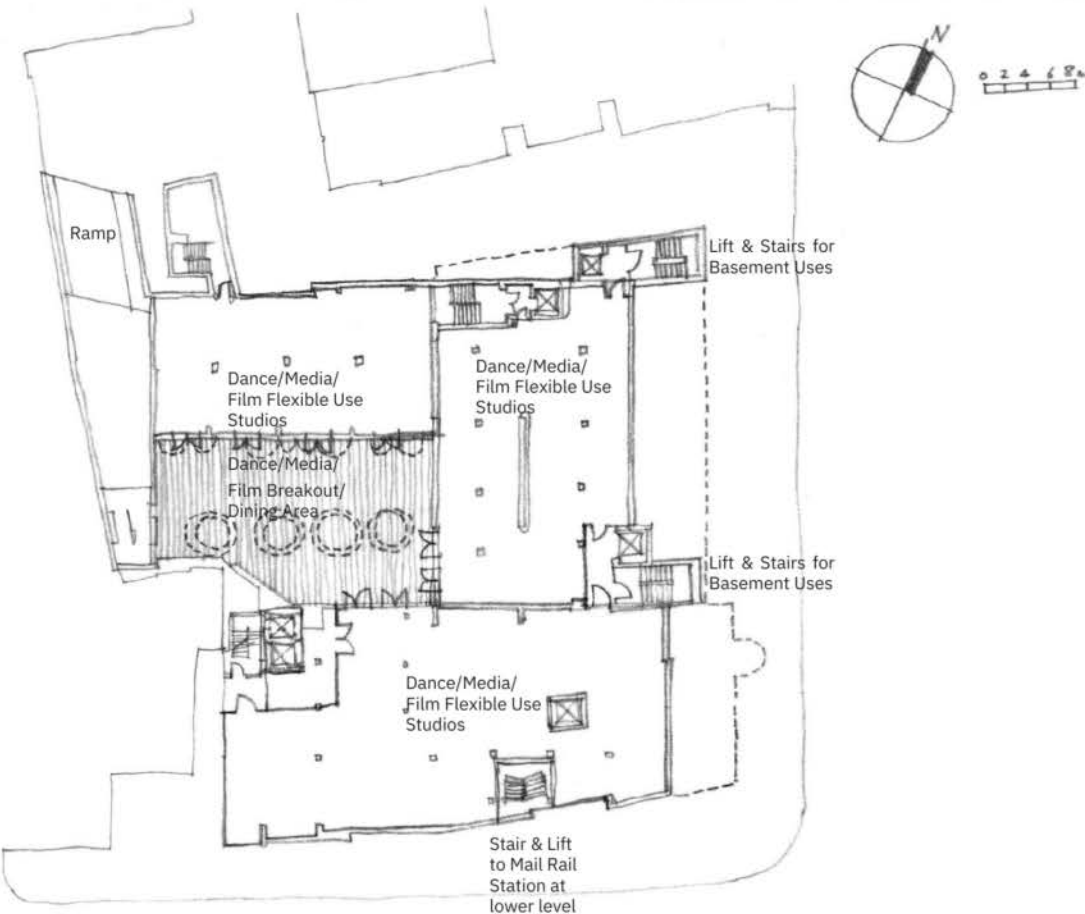 N
0 2 4 6 8m
Ramp
Lift & Stairs for
Basement Uses
Dance/Media/
Film Flexible Use
Studios
Dance/Media/
Film Flexible Use
Studios
Dance/Media/
Film Breakout/
Dining Area
Lift & Stairs for
Basement Uses
Dance/Media/
Film Flexible Use
Studios
Stair & Lift
to Mail Rail
Station at
lower level